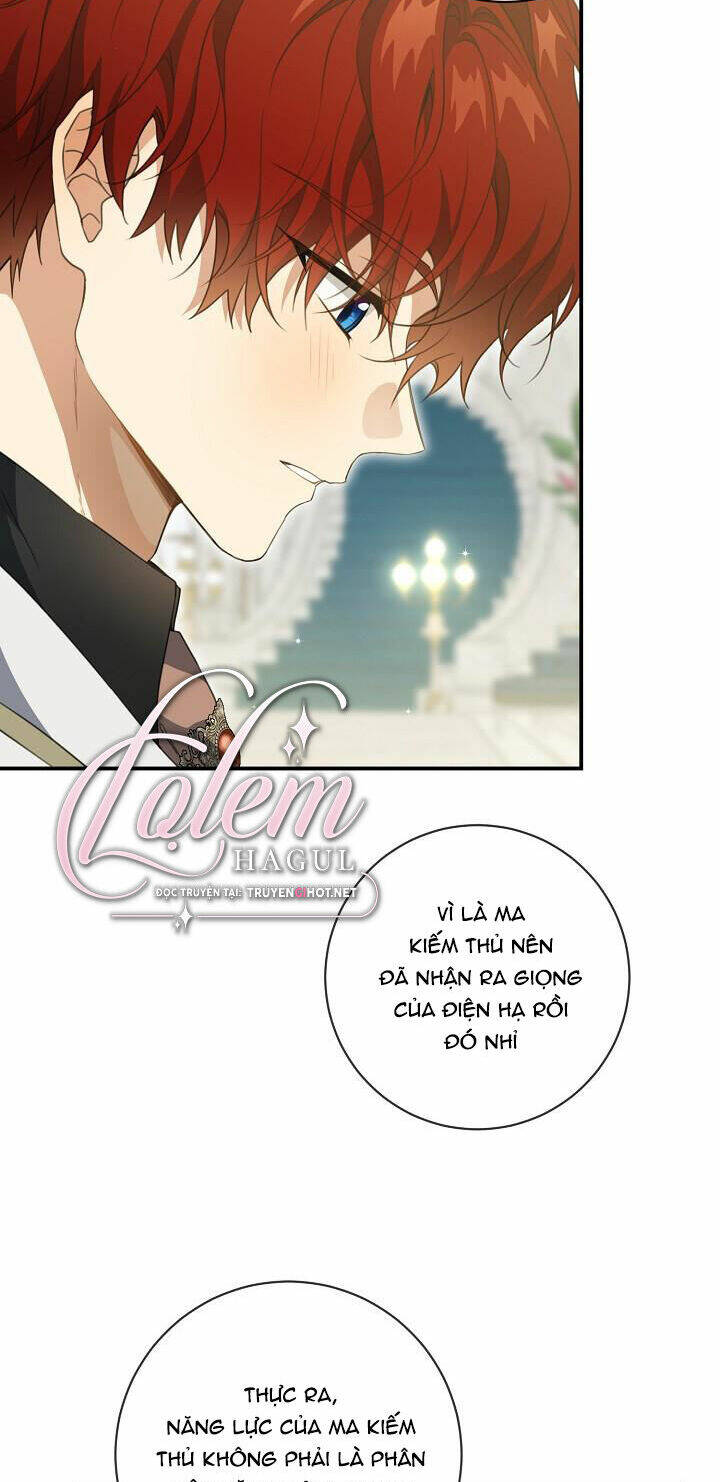 Lọlem
HAGUL
ĐỌC TRUYỆN TẠI: TRUYENGIHOT.NET
VÌ LÀ MA
KIẾM THỦ NÊN
ĐÃ NHẬN RA GIỌNG
CỦA ĐIỆN HẠ RỒI
ĐÓ NHỈ
THỰC RA,
NĂNG LỰC CỦA MA KIẾM
THỦ KHÔNG PHẢI LÀ PHÂN